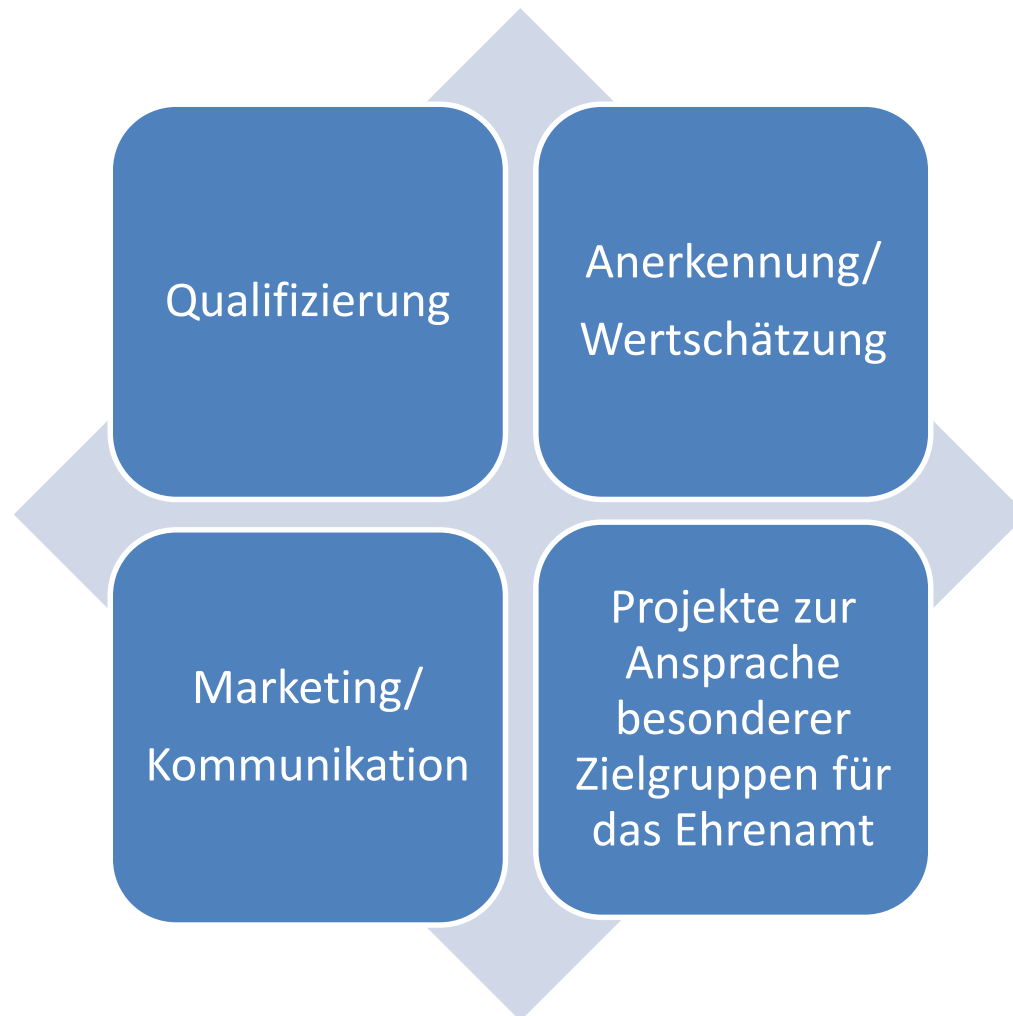 Qualifizierung
Anerkennung/
Wertschätzung
Marketing/
Kommunikation
Projekte zur
Ansprache
besonderer
Zielgruppen für
das Ehrenamt